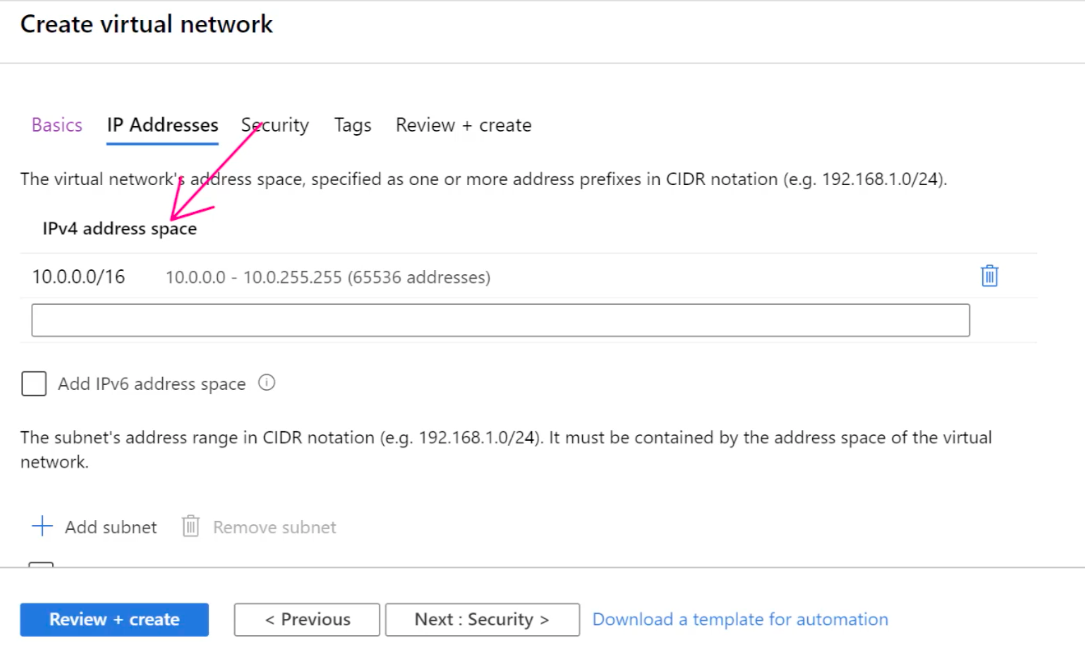 Create virtual network
Basics IP Addresses Security Tags Review + create
The virtual network's address space, specified as one or more address prefixes in CIDR notation (e.g. 192.168.1.0/24).
IPv4 address space
10.0.0.0/16 10.0.0.0 - 10.0.255.255 (65536 addresses)
Add IPv6 address space
The subnet's address range in CIDR notation (e.g. 192.168.1.0/24). It must be contained by the address space of the virtual
network.
Add subnet Remove subnet
Review + create < Previous Next : Security > Download a template for automation